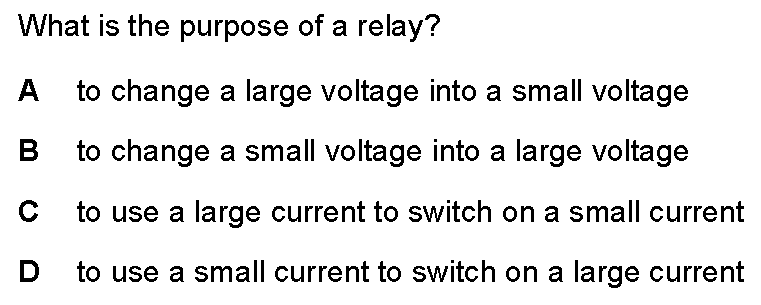 What is the purpose of a relay?
A to change a large voltage into a small voltage
B to change a small voltage into a large voltage
C to use a large current to switch on a small current
D to use a small current to switch on a large current